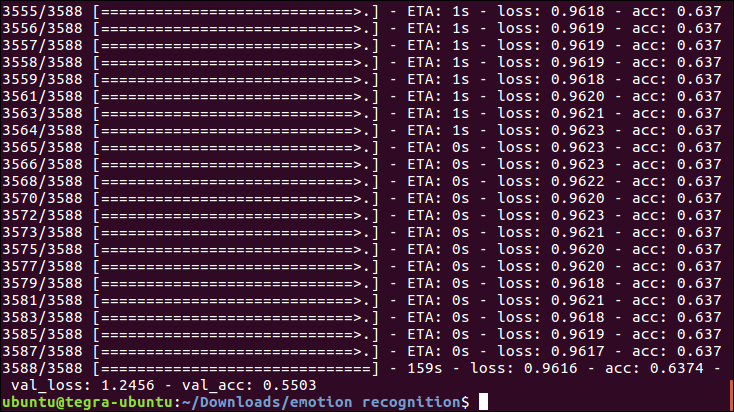 3555/3588 [==============================>.] - ETA: 1s - loss: 0.9618 - acc: 0.637
3556/3588 [==============================>.] - ETA: 1s - loss: 0.9619 - acc: 0.637
3557/3588 [==============================>.] - ETA: 1s - loss: 0.9619 - acc: 0.637
3558/3588 [==============================>.] - ETA: 1s - loss: 0.9619 - acc: 0.637
3559/3588 [==============================>.] - ETA: 1s - loss: 0.9618 - acc: 0.637
3561/3588 [==============================>.] - ETA: 1s - loss: 0.9620 - acc: 0.637
3563/3588 [==============================>.] - ETA: 1s - loss: 0.9621 - acc: 0.637
3564/3588 [==============================>.] - ETA: 1s - loss: 0.9623 - acc: 0.637
3565/3588 [==============================>.] - ETA: 0s - loss: 0.9623 - acc: 0.637
3566/3588 [==============================>.] - ETA: 0s - loss: 0.9623 - acc: 0.637
3568/3588 [==============================>.] - ETA: 0s - loss: 0.9622 - acc: 0.637
3570/3588 [==============================>.] - ETA: 0s - loss: 0.9620 - acc: 0.637
3572/3588 [==============================>.] - ETA: 0s - loss: 0.9623 - acc: 0.637
3573/3588 [==============================>.] - ETA: 0s - loss: 0.9621 - acc: 0.637
3575/3588 [==============================>.] - ETA: 0s - loss: 0.9620 - acc: 0.637
3577/3588 [==============================>.] - ETA: 0s - loss: 0.9620 - acc: 0.637
3579/3588 [==============================>.] - ETA: 0s - loss: 0.9618 - acc: 0.637
3581/3588 [==============================>.] - ETA: 0s - loss: 0.9621 - acc: 0.637
3583/3588 [==============================>.] - ETA: 0s - loss: 0.9618 - acc: 0.637
3585/3588 [==============================>.] - ETA: 0s - loss: 0.9619 - acc: 0.637
3587/3588 [==============================>.] - ETA: 0s - loss: 0.9617 - acc: 0.637
3588/3588 [================================] - 159s - loss: 0.9616 - acc: 0.6374 -
val_loss: 1.2456 - val_acc: 0.5503
ubuntu@tegra-ubuntu:~/Downloads/emotion recognition$